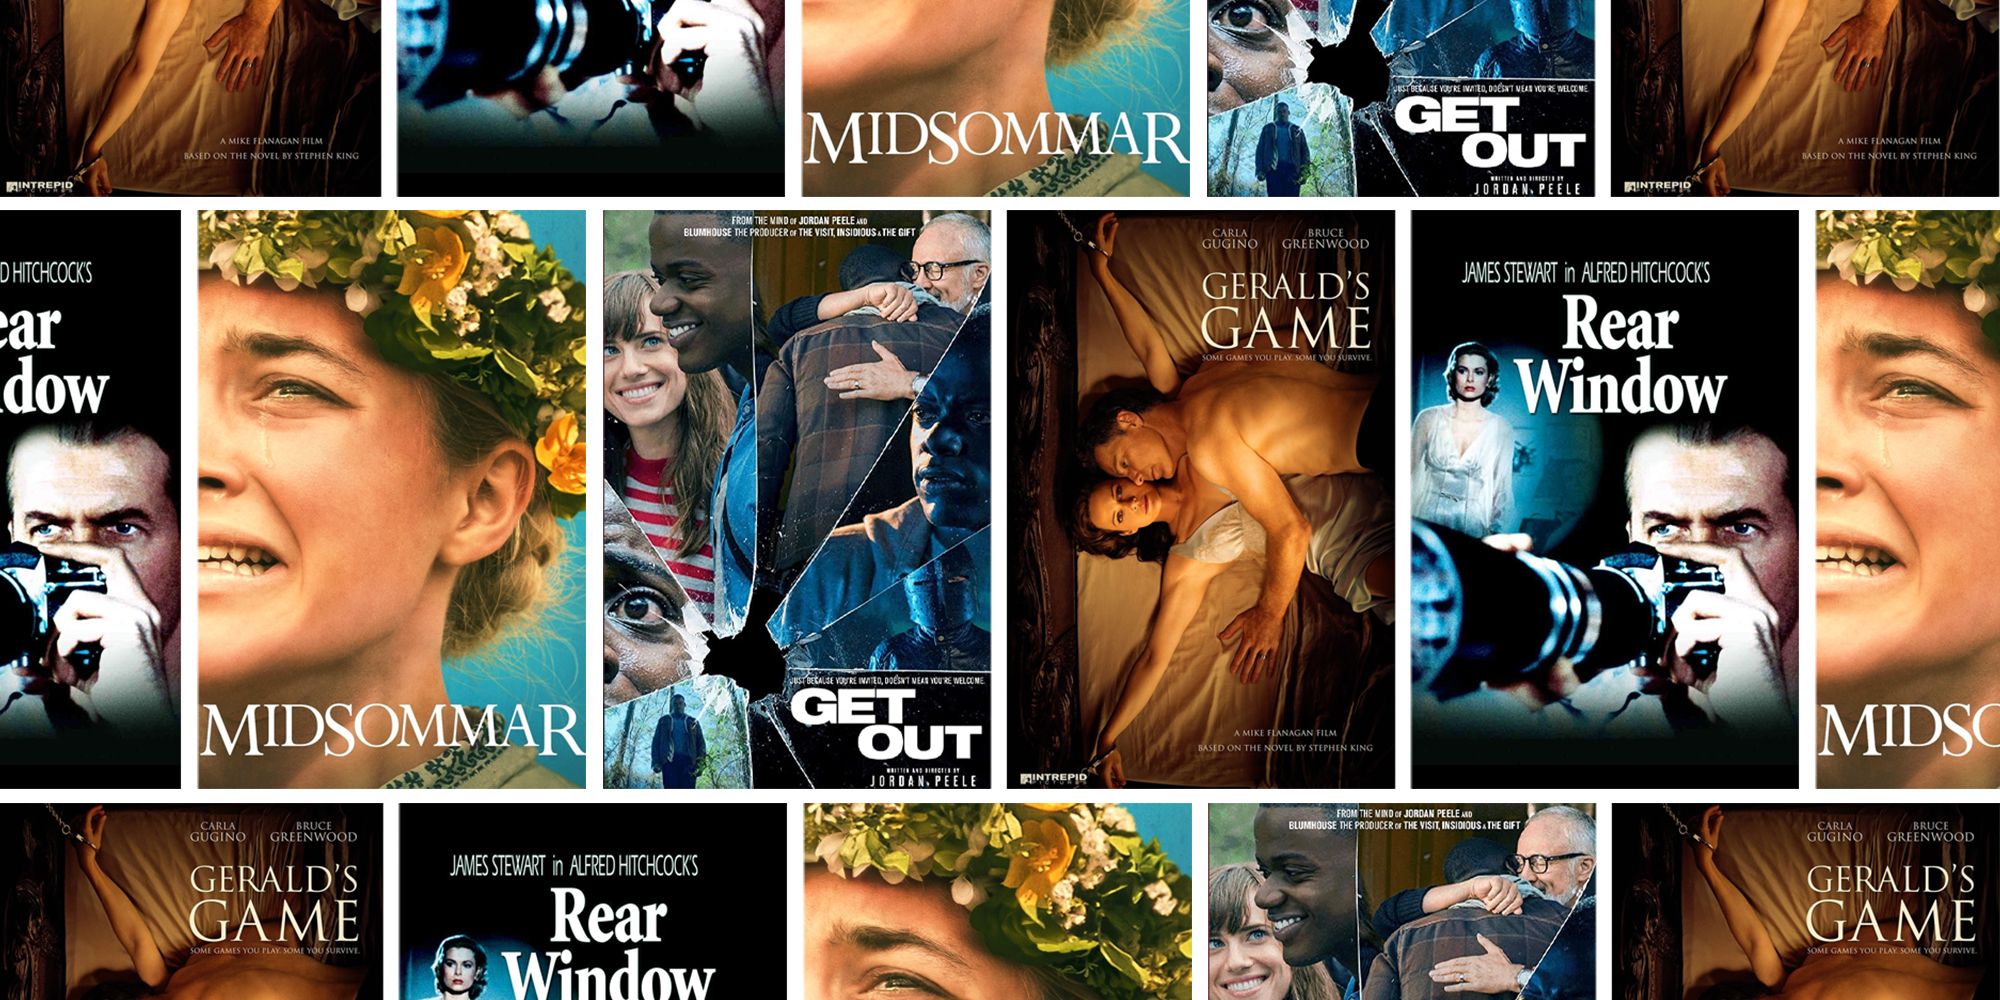 A MIKE FLANAGAN FILM
BASED ON THE NOVEL BY STEPHEN KING
INTREPID
PICTURES
MIDSOMMAR
JUST BECAUSE YOU'RE INVITED, DOESN'T MEAN YOU'RE WELCOME.
GET
OUT
WRITTEN AND DIRECTED BY
JORDAN PEELE
A MIKE FLANAGAN FILM
BASED ON THE NOVEL BY STEPHEN KING
INTREPID
PICTURES
D HITCHCOCK'S
ear
dow
MIDSOMMAR
FROM THE MIND OF JORDAN PEELE AND
BLUMHOUSE THE PRODUCER OF THE VISIT, INSIDIOUS & THE GIFT
JUST BECAUSE YOU'RE INVITED, DOESN'T MEAN YOU'RE WELCOME.
GET
OUT
WRITTEN AND DIRECTED BY
JORDAN PEELE
CARLA GUGINO
BRUCE GREENWOOD
GERALD'S
GAME
SOME GAMES YOU PLAY. SOME YOU SURVIVE.
A MIKE FLANAGAN FILM
BASED ON THE NOVEL BY STEPHEN KING
INTREPID
PICTURES
JAMES STEWART in ALFRED HITCHCOCK'S
Rear
Window
MIDSO
CARLA GUGINO
BRUCE GREENWOOD
GERALD'S
GAME
SOME GAMES YOU PLAY. SOME YOU SURVIVE.
JAMES STEWART in ALFRED HITCHCOCK'S
Rear
Window
FROM THE MIND OF JORDAN PEELE AND
BLUMHOUSE THE PRODUCER OF THE VISIT, INSIDIOUS & THE GIFT
CARLA GUGINO
BRUCE GREENWOOD
GERALD'S
GAME
SOME GAMES YOU PLAY. SOME YOU SURVIVE.